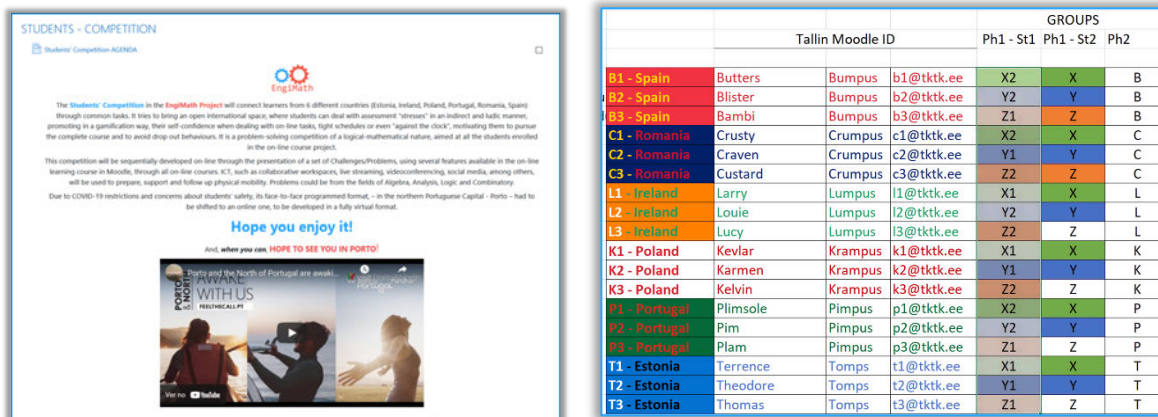 STUDENTS - COMPETITION
Students' Competition AGENDA
EngiMath
The Students' Competition in the EngiMath Project will connect learners from 6 different countries (Estonia, Ireland, Poland, Portugal, Romania, Spain)
through common tasks. It tries to bring an open international space, where students can deal with assessment "stresses" in an indirect and ludic manner,
promoting in a gamification way, their self-confidence when dealing with on-line tasks, tight schedules or even "against the clock", motivating them to pursue
the complete course and to avoid drop out behaviours. It is a problem-solving competition of a logical-mathematical nature, aimed at all the students enrolled
in the on-line course project.
This competition will be sequentially developed on-line through the presentation of a set of Challenges/Problems, using several features available in the on-line
learning course in Moodle, through all on-line courses. ICT, such as collaborative workspaces, live streaming, videoconferencing, social media, among others,
will be used to prepare, support and follow up physical mobility. Problems could be from the fields of Algebra, Analysis, Logic and Combinatory.
Due to COVID-19 restrictions and concerns about students' safety, its face-to-face programmed format, – in the northern Portuguese Capital - Porto – had to
be shifted to an online one, to be developed in a fully virtual format.
Hope you enjoy it!
And, when you can, HOPE TO SEE YOU IN PORTO!
Porto and the North of Portugal are awaki...
PORTO & NORTH
AWAKE
WITH US
FEELTHECALL.PT
Ver no YouTube
GROUPS
Tallin Moodle ID Ph1 - St1 Ph1 - St2 Ph2
B1 - Spain Butters Bumpus b1@tktk.ee X2 X B
B2 - Spain Blister Bumpus b2@tktk.ee Y2 Y B
B3 - Spain Bambi Bumpus b3@tktk.ee Z1 Z B
C1 - Romania Crusty Crumpus c1@tktk.ee X2 X C
C2 - Romania Craven Crumpus c2@tktk.ee Y1 Y C
C3 - Romania Custard Crumpus c3@tktk.ee Z2 Z C
L1 - Ireland Larry Lumpus l1@tktk.ee X1 X L
L2 - Ireland Louie Lumpus l2@tktk.ee Y2 Y L
L3 - Ireland Lucy Lumpus l3@tktk.ee Z2 Z L
K1 - Poland Kevlar Krampus k1@tktk.ee X1 X K
K2 - Poland Karmen Krampus k2@tktk.ee Y1 Y K
K3 - Poland Kelvin Krampus k3@tktk.ee Z2 Z K
P1 - Portugal Plimsole Pimpus p1@tktk.ee X2 X P
P2 - Portugal Pim Pimpus p2@tktk.ee Y2 Y P
P3 - Portugal Plam Pimpus p3@tktk.ee Z1 Z P
T1 - Estonia Terrence Tomps t1@tktk.ee X1 X T
T2 - Estonia Theodore Tomps t2@tktk.ee Y1 Y T
T3 - Estonia Thomas Tomps t3@tktk.ee Z1 Z T